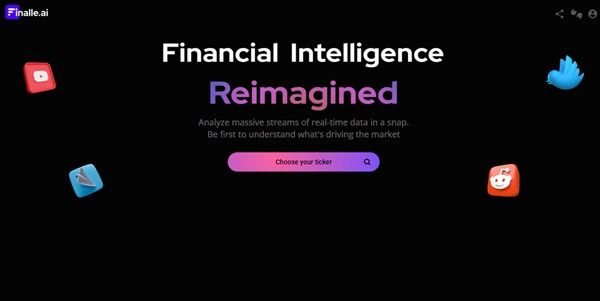 Finalle.ai
Financial Intelligence
Reimagined
Analyze massive streams of real-time data in a snap.
Be first to understand what's driving the market
Choose your ticker